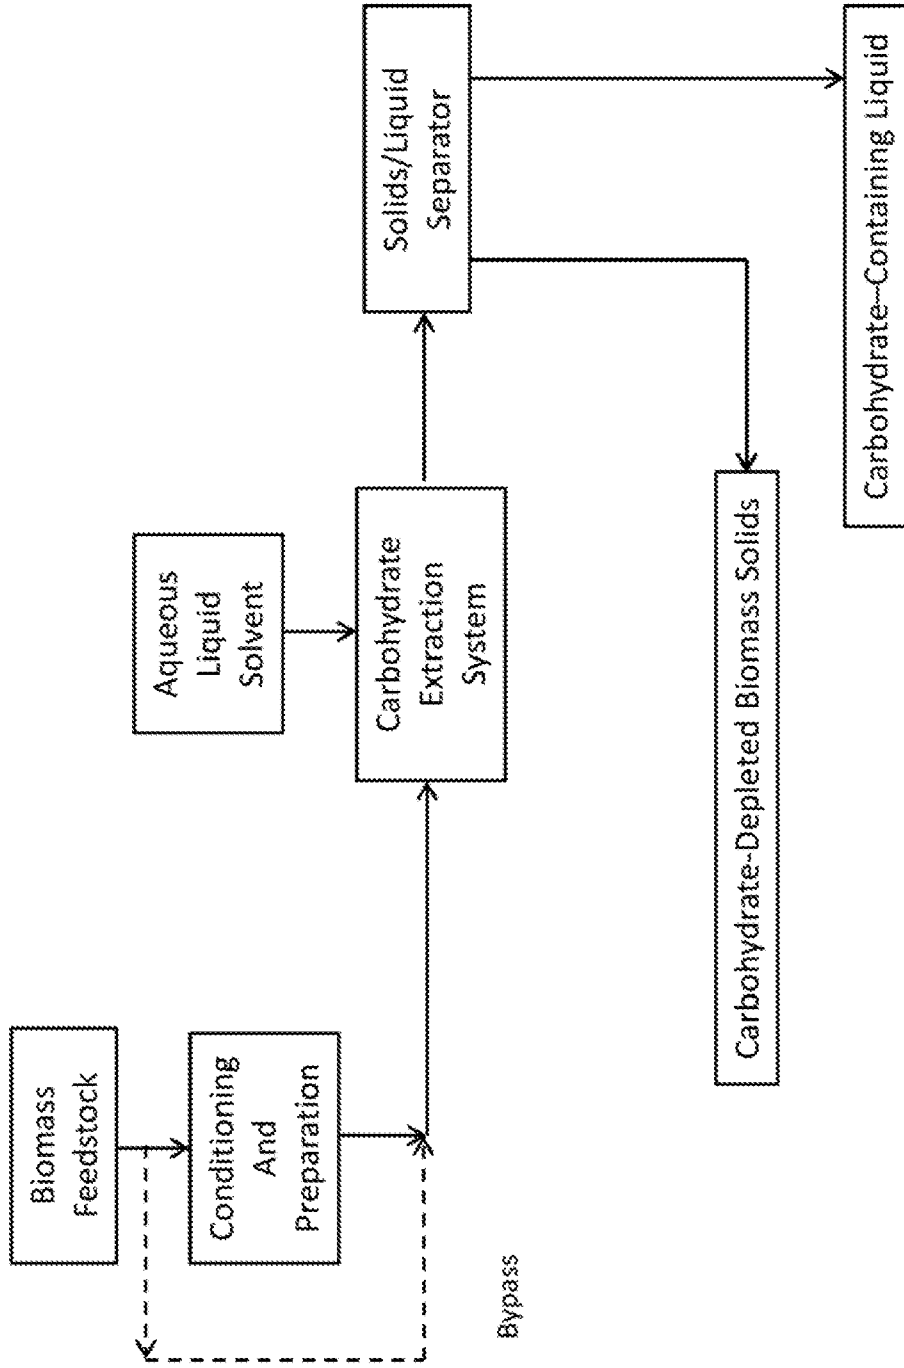 Biomass
Feedstock
Conditioning
And
Preparation
Bypass
Aqueous
Liquid
Solvent
Carbohydrate
Extraction
System
Solids/Liquid
Separator
Carbohydrate-Depleted Biomass Solids
Carbohydrate--Containing Liquid